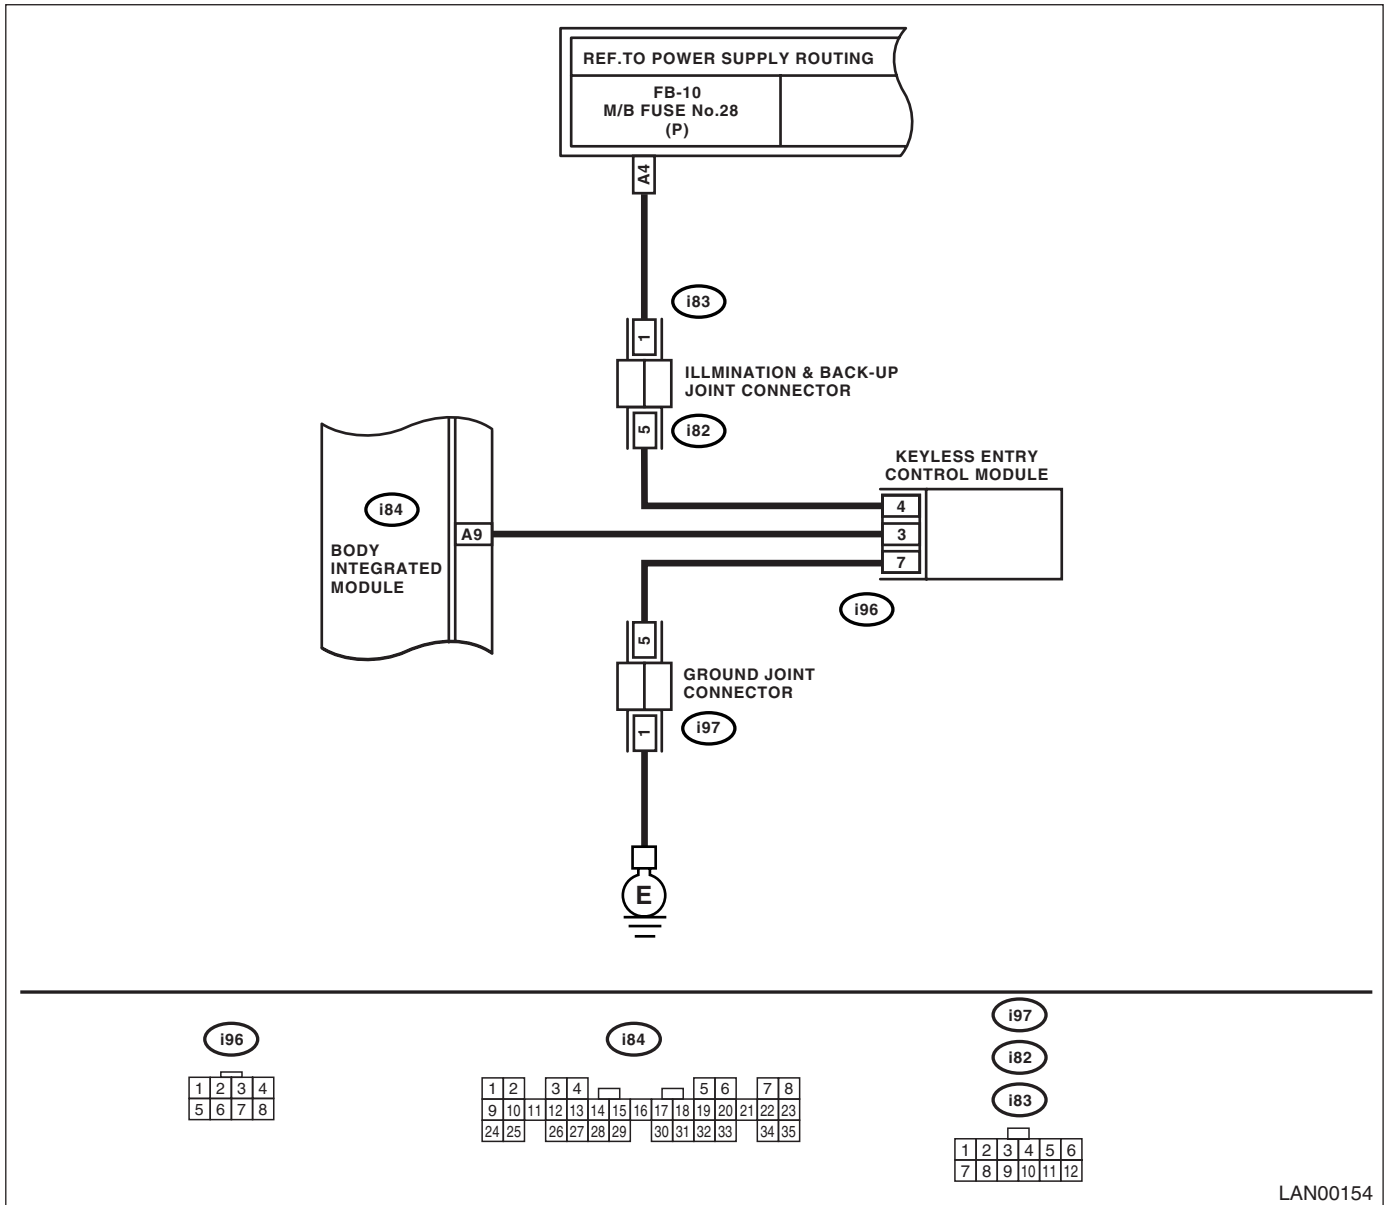 REF.TO POWER SUPPLY ROUTING
FB-10
M/B FUSE No.28
(P)
A4
i83
1
ILLMINATION & BACK-UP
JOINT CONNECTOR
5
i82
KEYLESS ENTRY
CONTROL MODULE
i84
A9
BODY
INTEGRATED
MODULE
4
3
7
i96
5
GROUND JOINT
CONNECTOR
1
i97
E
i96
1 2 3 4
5 6 7 8
i84
1 2 3 4 5 6 7 8
9 10 11 12 13 14 15 16 17 18 19 20 21 22 23
24 25 26 27 28 29 30 31 32 33 34 35
i97
i82
i83
1 2 3 4 5 6
7 8 9 10 11 12
LAN00154